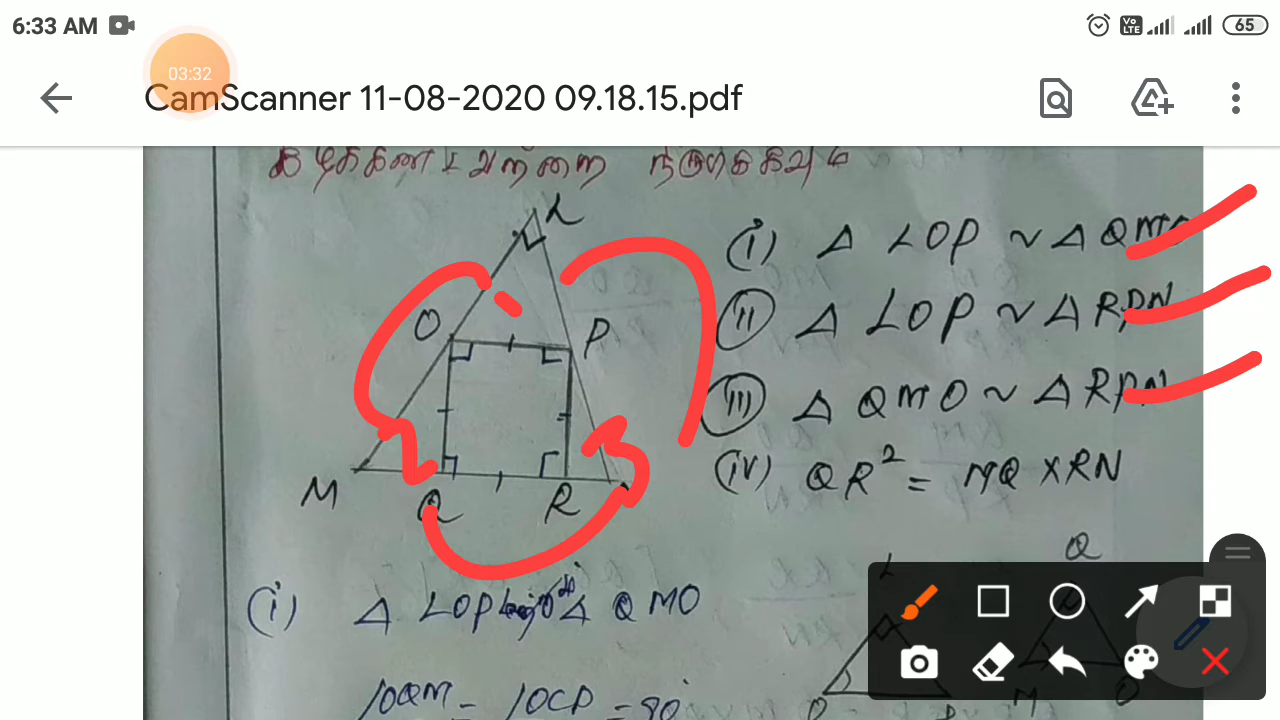 6:33 AM
65
03:32
CamScanner 11-08-2020 09.18.15.pdf
(i) Δ LOP ~ Δ QMO
(ii) Δ LOP ~ Δ RPN
(iii) Δ QMO ~ Δ RPN
(iv) QR² = MQ × RN
L
O
P
M
Q
R
Q
L
(i) Δ LOP Δ QMO
M
O
= 90°